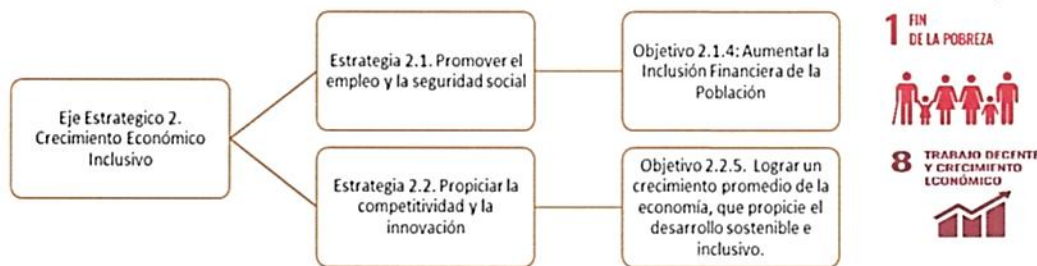 Eje Estrategico 2.
Crecimiento Económico
Inclusivo
Estrategia 2.1. Promover el
empleo y la seguridad social
Objetivo 2.1.4: Aumentar la
Inclusión Financiera de la
Población
Estrategia 2.2. Propiciar la
competitividad y la
innovación
Objetivo 2.2.5. Lograr un
crecimiento promedio de la
economía, que propicie el
desarrollo sostenible e
inclusivo.
1 FIN
DE LA POBREZA
8 TRABAJO DECENTE
Y CRECIMIENTO
ECONÓMICO